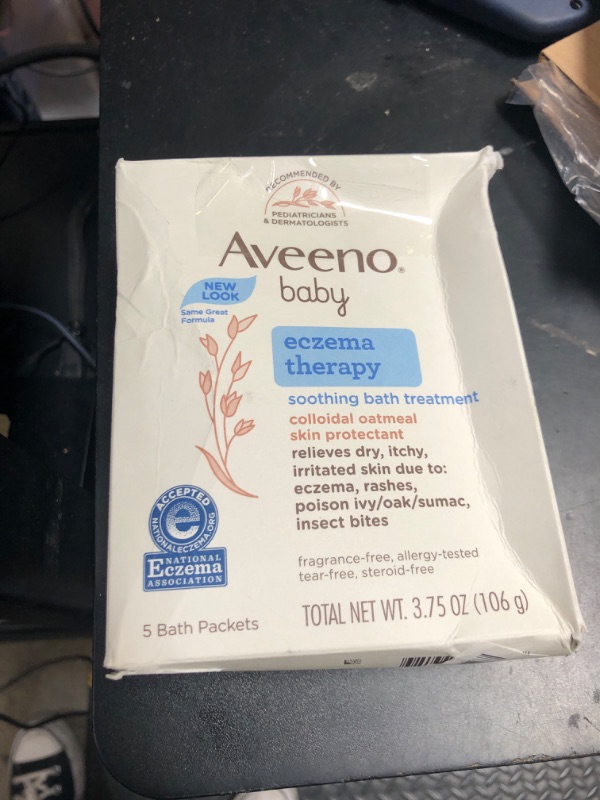 RECOMMENDED BY
PEDIATRICIANS
& DERMATOLOGISTS
Aveeno®
baby
NEW
LOOK
Same Great
Formula
eczema
therapy
soothing bath treatment
colloidal oatmeal
skin protectant
relieves dry, itchy,
irritated skin due to:
eczema, rashes,
poison ivy/oak/sumac,
insect bites
ACCEPTED
NATIONALECZEMA.ORG
e
NATIONAL
Eczema
ASSOCIATION
fragrance-free, allergy-tested
tear-free, steroid-free
5 Bath Packets
TOTAL NET WT. 3.75 OZ (106 g)